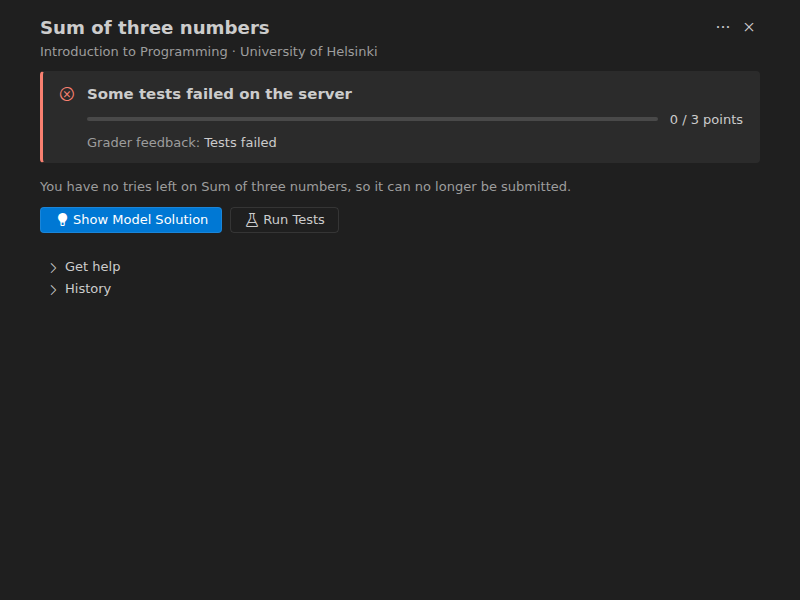 Sum of three numbers
Introduction to Programming · University of Helsinki
Some tests failed on the server
0 / 3 points
Grader feedback: Tests failed
You have no tries left on Sum of three numbers, so it can no longer be submitted.
Show Model Solution
Run Tests
Get help
History